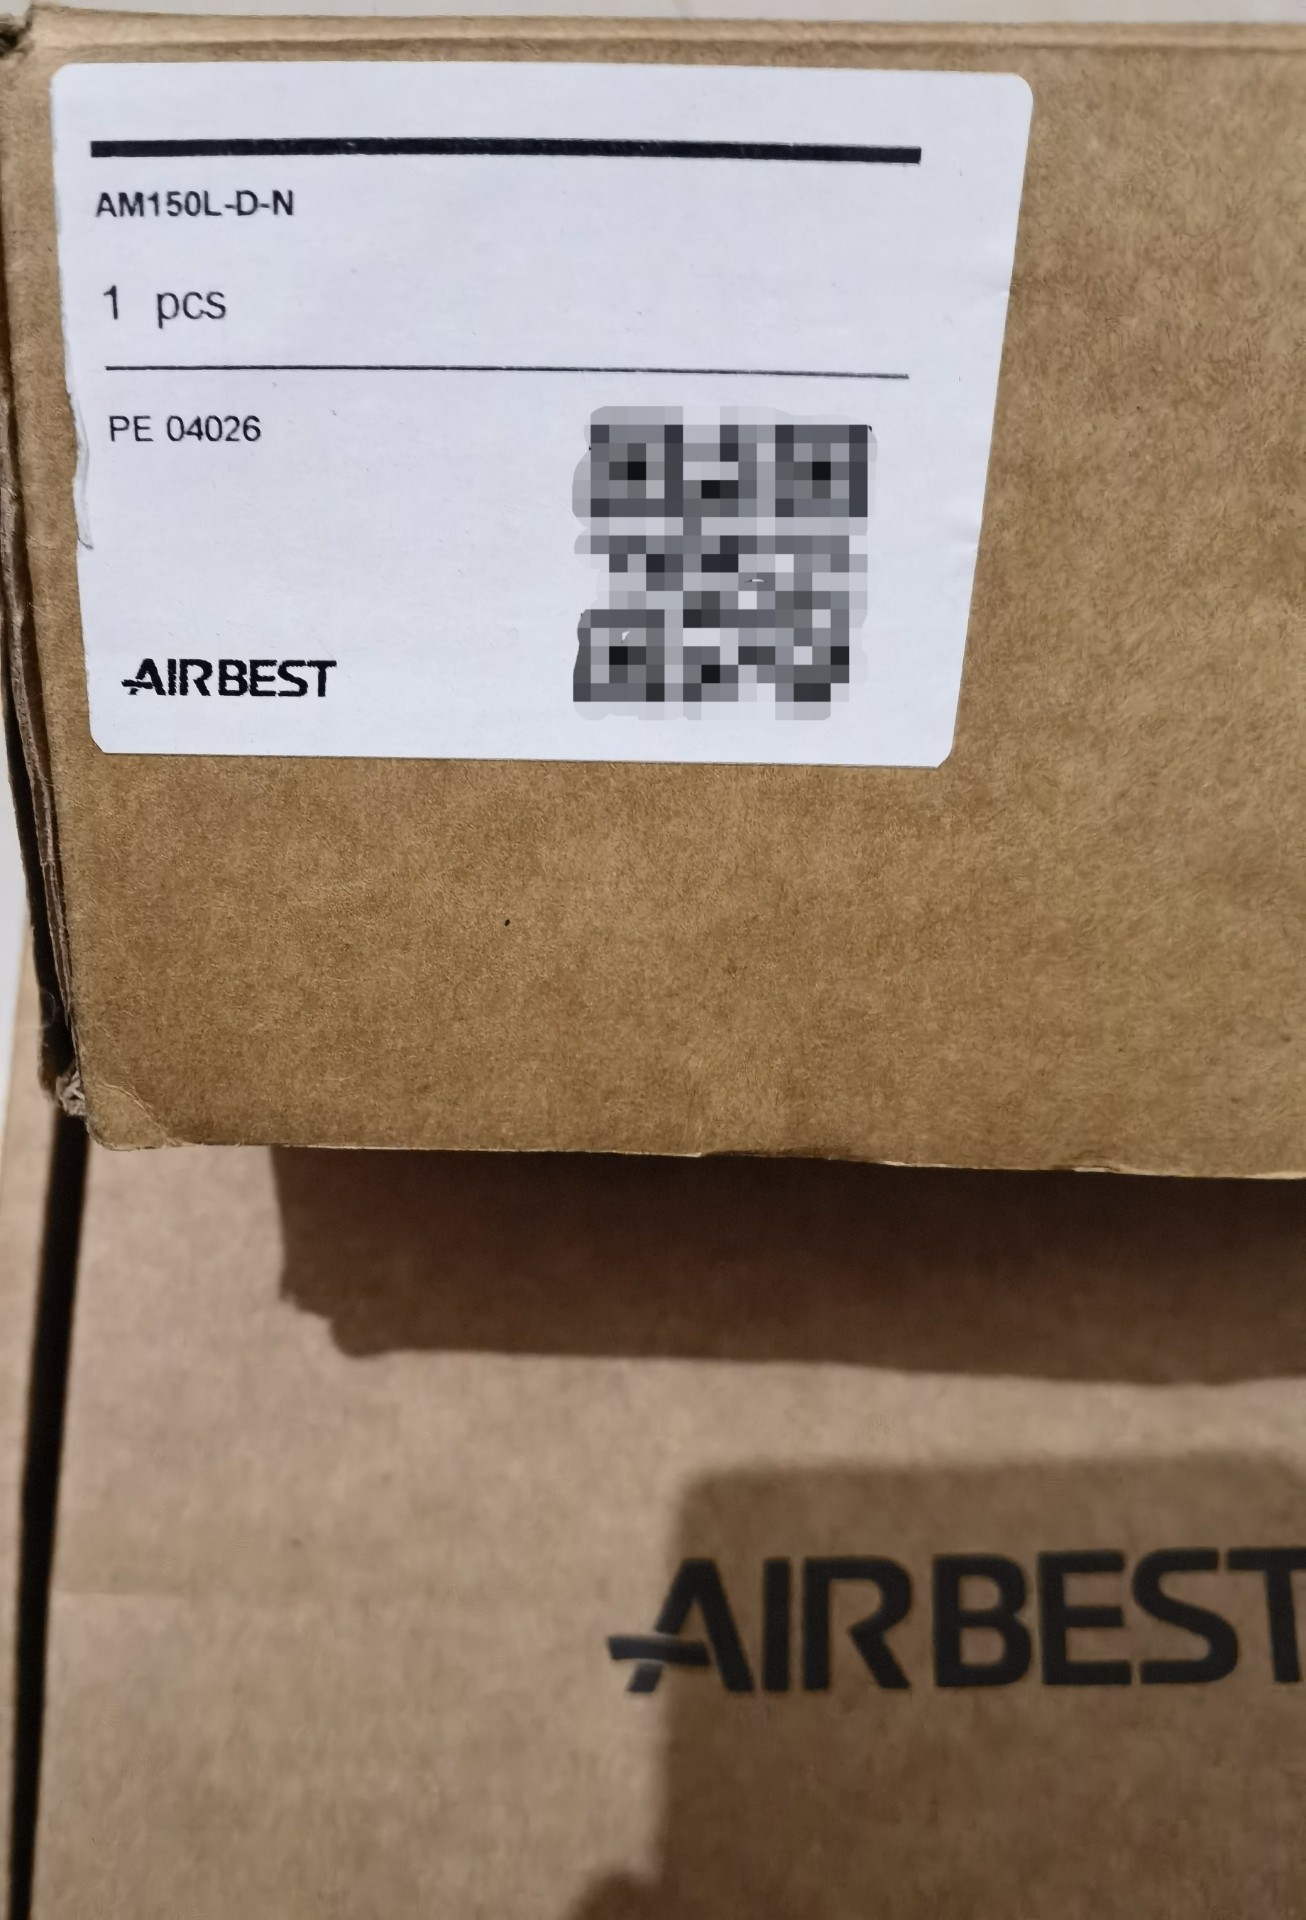 AM150L-D-N
1 pcs
PE 04026
AIRBEST
AIRBEST